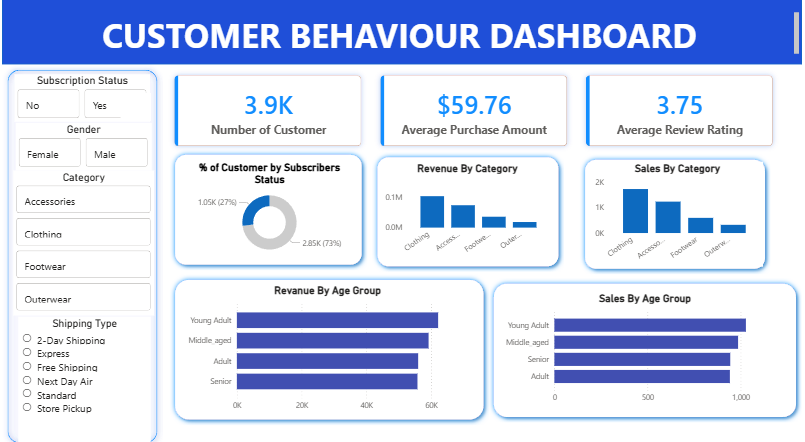 CUSTOMER BEHAVIOUR DASHBOARD
Subscription Status
No
Yes
Gender
Female
Male
Category
Accessories
Clothing
Footwear
Outerwear
Shipping Type
2-Day Shipping
Express
Free Shipping
Next Day Air
Standard
Store Pickup
3.9K
Number of Customer
$59.76
Average Purchase Amount
3.75
Average Review Rating
% of Customer by Subscribers
Status
1.05K (27%)
2.85K (73%)
Revenue By Category
0.1M
0.0M
Clothing
Access...
Footwe...
Outer...
Sales By Category
2K
1K
0K
Clothing
Accesso...
Footwear
Outerw...
Revanue By Age Group
Young Adult
Middle_aged
Adult
Senior
0K
20K
40K
60K
Sales By Age Group
Young Adult
Middle_aged
Senior
Adult
0
500
1,000